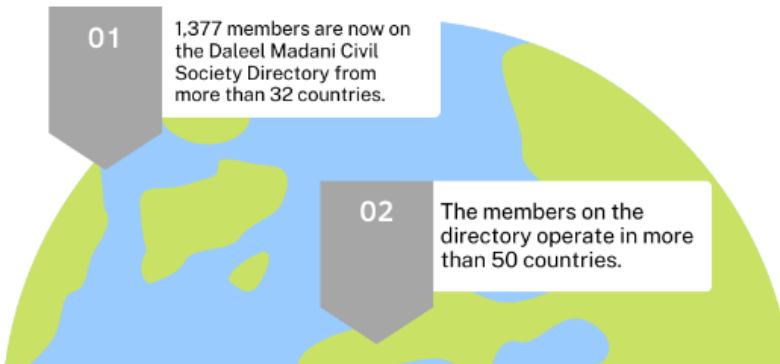 01
1,377 members are now on
the Daleel Madani Civil
Society Directory from
more than 32 countries.
02
The members on the
directory operate in more
than 50 countries.